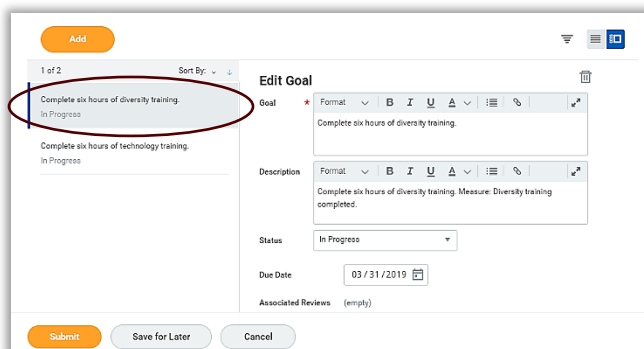 Add
1 of 2 Sort By:
Complete six hours of diversity training.
In Progress
Complete six hours of technology training.
In Progress
Edit Goal
Goal * Format B I U A
Complete six hours of diversity training.
Description Format B I U A
Complete six hours of diversity training. Measure: Diversity training
completed.
Status In Progress
Due Date 03 / 31 / 2019
Associated Reviews (empty)
Submit Save for Later Cancel